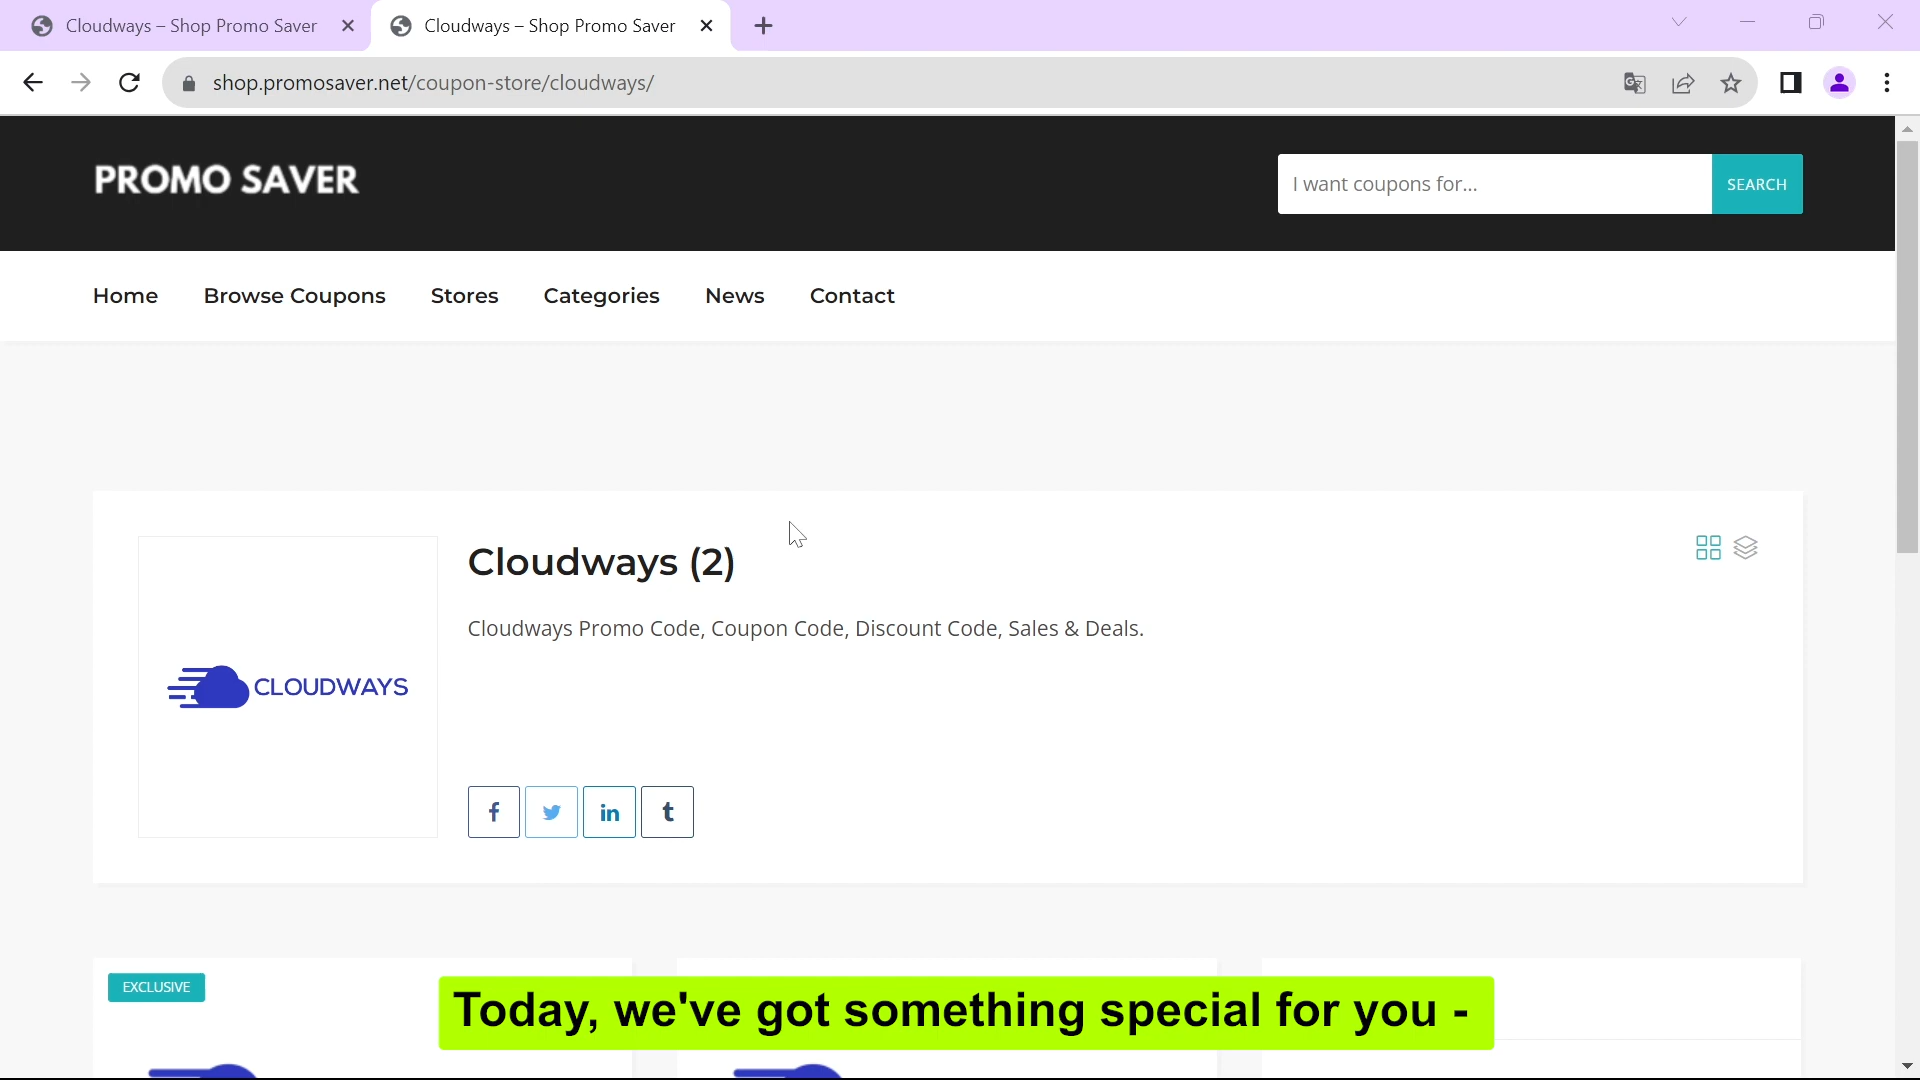 Cloudways – Shop Promo Saver
Cloudways – Shop Promo Saver
shop.promosaver.net/coupon-store/cloudways/
PROMO SAVER
I want coupons for...
SEARCH
Home Browse Coupons Stores Categories News Contact
Cloudways (2)
Cloudways Promo Code, Coupon Code, Discount Code, Sales & Deals.
CLOUDWAYS
f in t
EXCLUSIVE
Today, we've got something special for you -